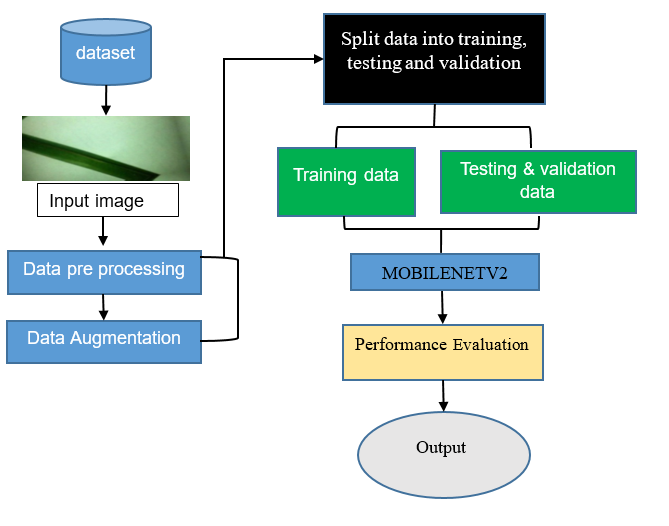 dataset
Input image
Data pre processing
Data Augmentation
Split data into training,
testing and validation
Training data
Testing & validation
data
MOBILENETV2
Performance Evaluation
Output